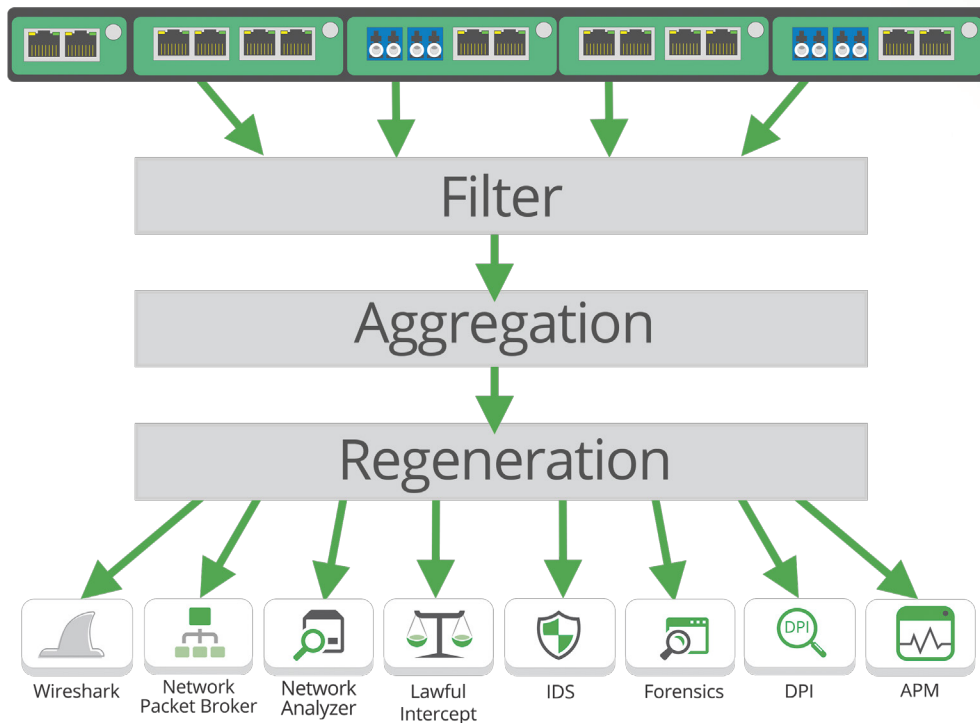 Filter
Aggregation
Regeneration
DPI
Wireshark
Network
Packet Broker
Network
Analyzer
Lawful
Intercept
IDS
Forensics
DPI
APM